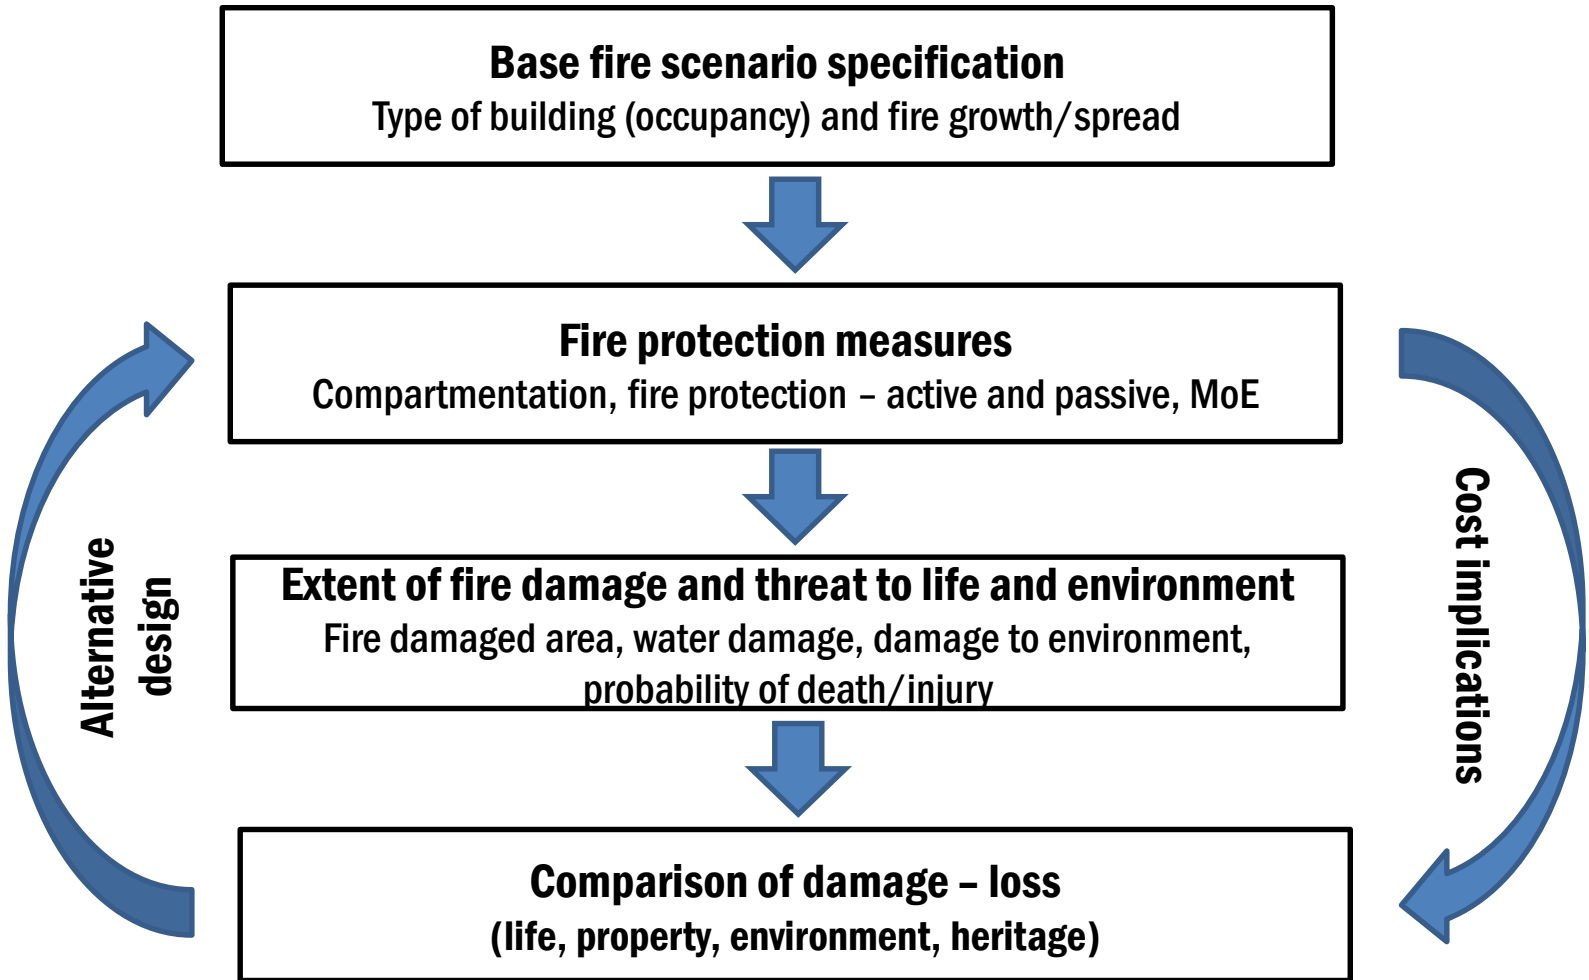 Base fire scenario specification
Type of building (occupancy) and fire growth/spread
Fire protection measures
Compartmentation, fire protection – active and passive, MoE
Extent of fire damage and threat to life and environment
Fire damaged area, water damage, damage to environment,
probability of death/injury
Comparison of damage – loss
(life, property, environment, heritage)
Alternative
design
Cost implications